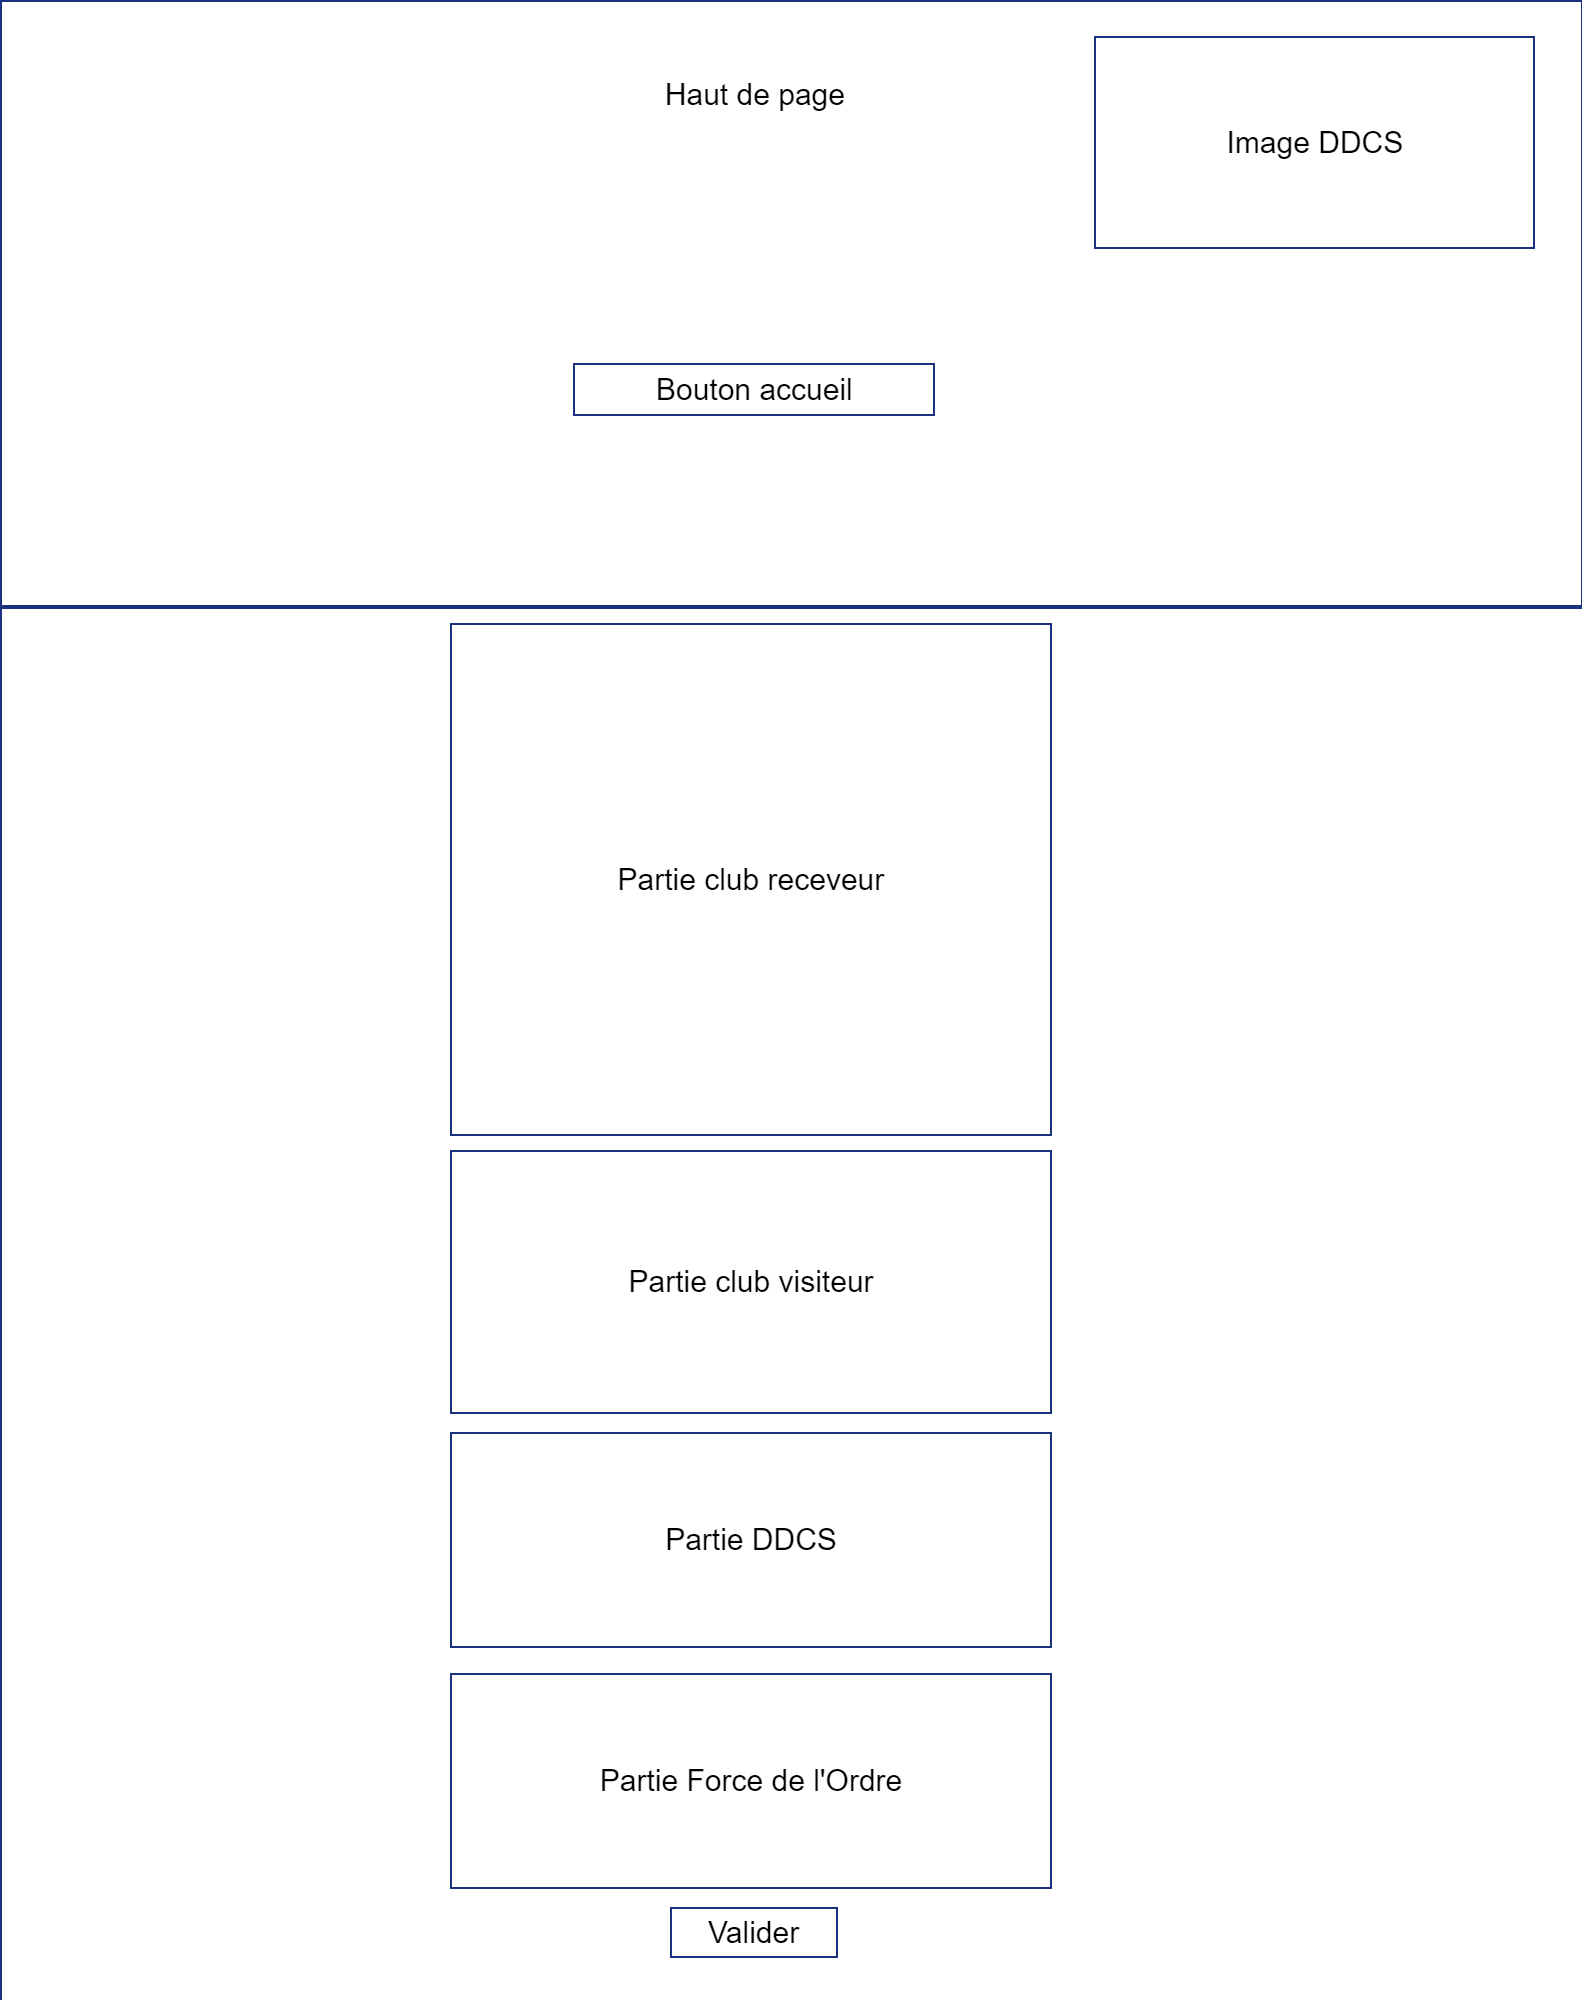 Haut de page
Image DDCS
Bouton accueil
Partie club receveur
Partie club visiteur
Partie DDCS
Partie Force de l'Ordre
Valider